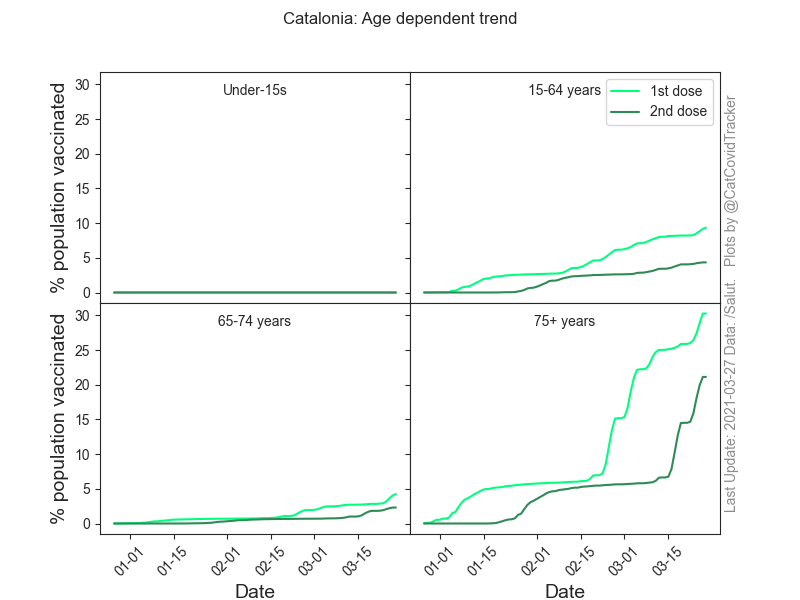 Catalonia: Age dependent trend
% population vaccinated
30
25
20
15
10
5
0
Under-15s
15-64 years
1st dose
2nd dose
% population vaccinated
30
25
20
15
10
5
0
65-74 years
75+ years
01-01
01-15
02-01
02-15
03-01
03-15
Date
01-01
01-15
02-01
02-15
03-01
03-15
Date
Last Update: 2021-03-27 Data: /Salut. Plots by @CatCovidTracker